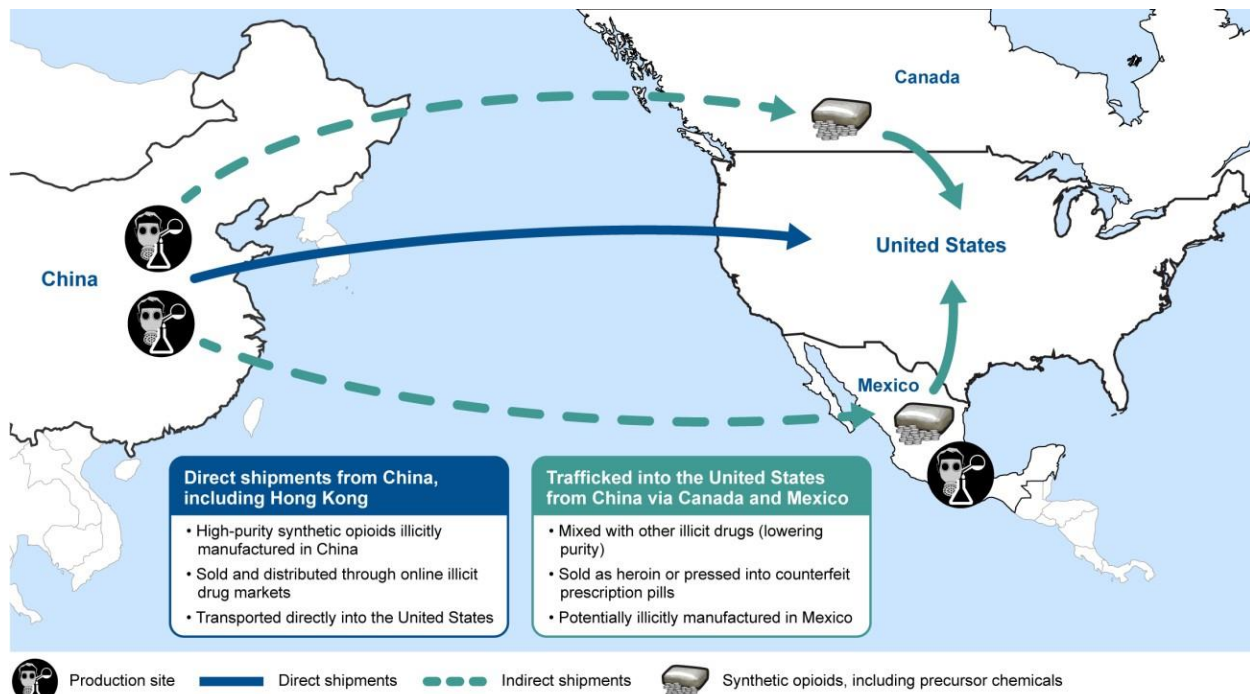 Canada
United States
China
Mexico
Direct shipments from China,
including Hong Kong
• High-purity synthetic opioids illicitly
manufactured in China
• Sold and distributed through online illicit
drug markets
• Transported directly into the United States
Trafficked into the United States
from China via Canada and Mexico
• Mixed with other illicit drugs (lowering
purity)
• Sold as heroin or pressed into counterfeit
prescription pills
• Potentially illicitly manufactured in Mexico
Production site
Direct shipments
Indirect shipments
Synthetic opioids, including precursor chemicals